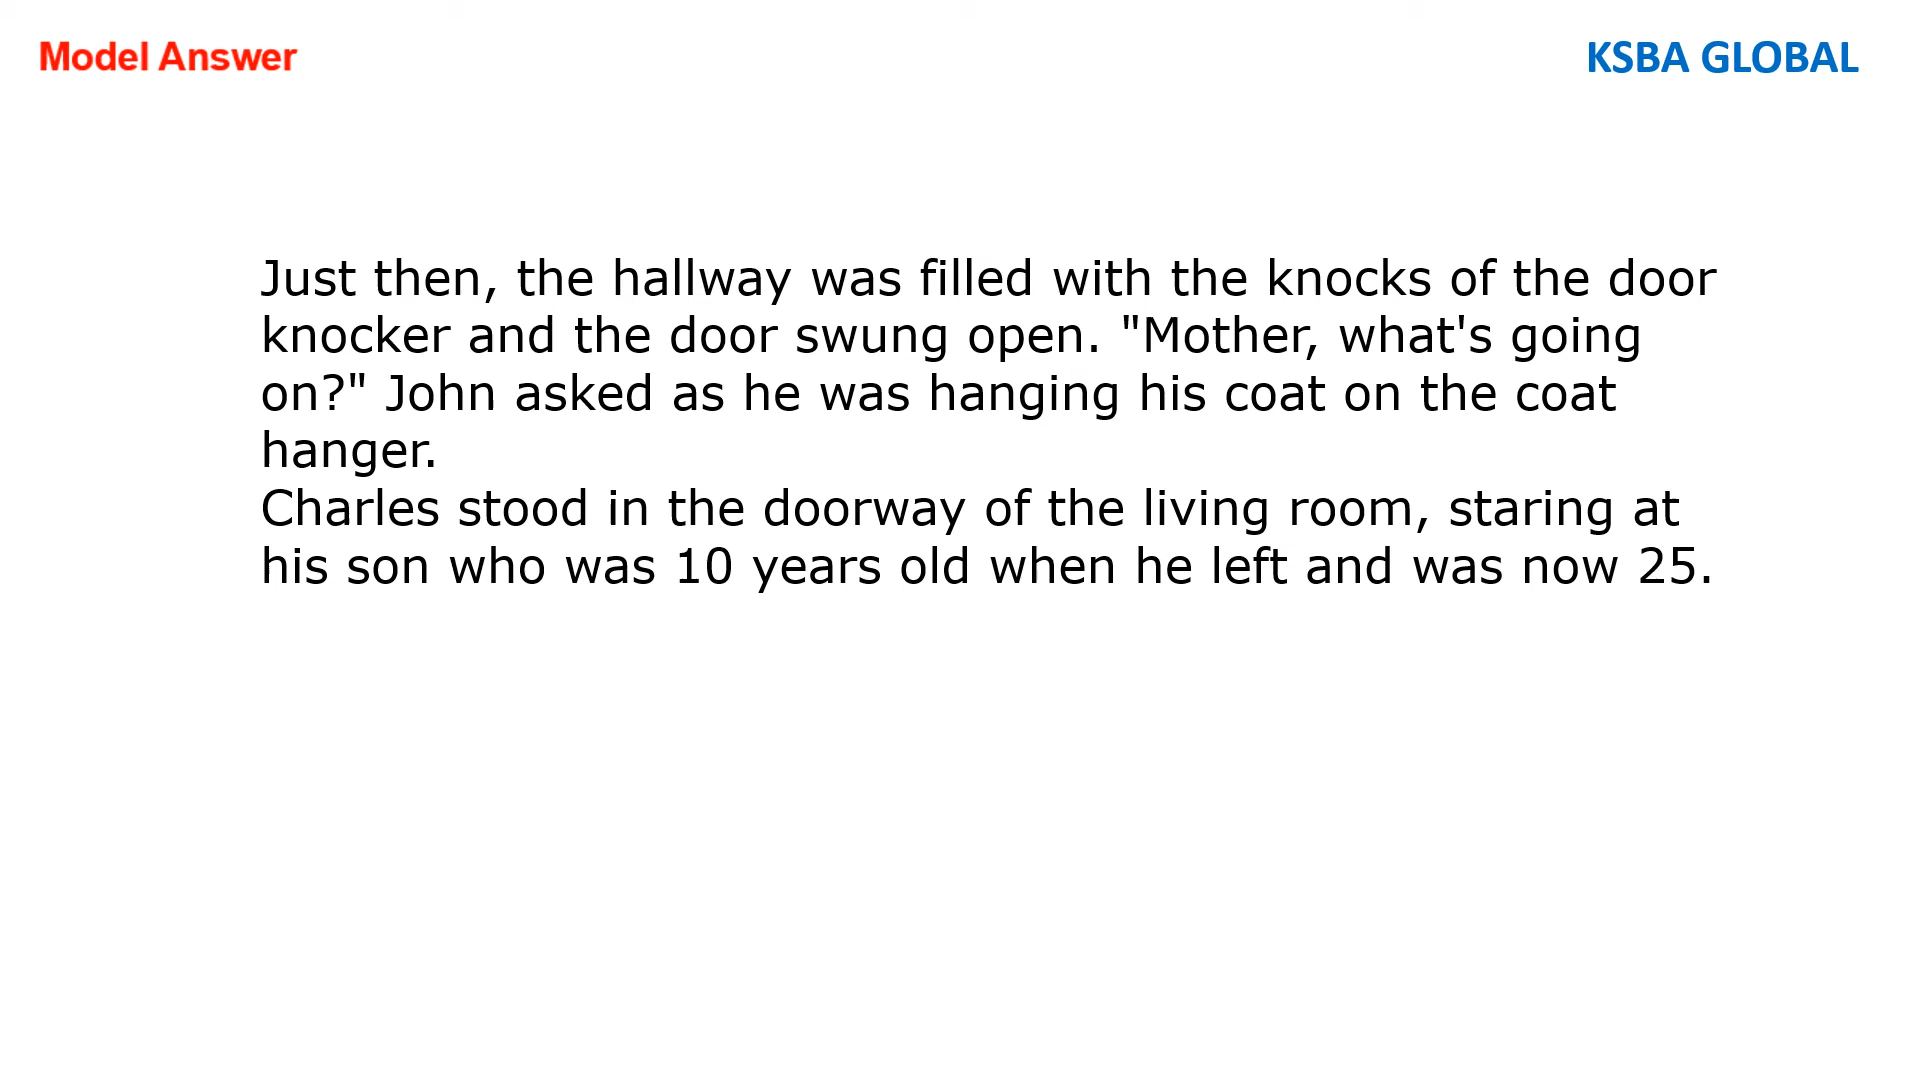 Model Answer
KSBA GLOBAL
Just then, the hallway was filled with the knocks of the door
knocker and the door swung open. "Mother, what's going
on?" John asked as he was hanging his coat on the coat
hanger.
Charles stood in the doorway of the living room, staring at
his son who was 10 years old when he left and was now 25.